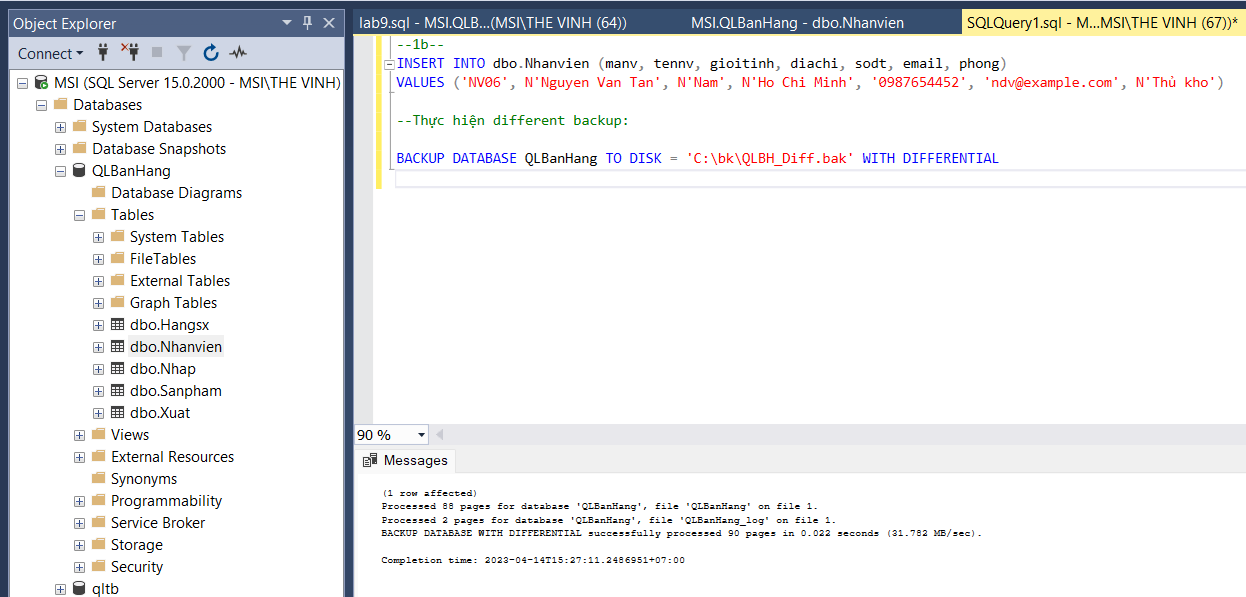 Object Explorer
Connect
MSI (SQL Server 15.0.2000 - MSI\THE VINH)
Databases
System Databases
Database Snapshots
QLBanHang
Database Diagrams
Tables
System Tables
FileTables
External Tables
Graph Tables
dbo.Hangsx
dbo.Nhanvien
dbo.Nhap
dbo.Sanpham
dbo.Xuat
Views
External Resources
Synonyms
Programmability
Service Broker
Storage
Security
qltb
lab9.sql - MSI.QLB...(MSI\THE VINH (64))
MSI.QLBanHang - dbo.Nhanvien
SQLQuery1.sql - M...MSI\THE VINH (67))*
--1b--
INSERT INTO dbo.Nhanvien (manv, tennv, gioitinh, diachi, sodt, email, phong)
VALUES ('NV06', N'Nguyen Van Tan', N'Nam', N'Ho Chi Minh', '0987654452', 'ndv@example.com', N'Thủ kho')
--Thực hiện different backup:
BACKUP DATABASE QLBanHang TO DISK = 'C:\bk\QLBH_Diff.bak' WITH DIFFERENTIAL
90 %
Messages
(1 row affected)
Processed 88 pages for database 'QLBanHang', file 'QLBanHang' on file 1.
Processed 2 pages for database 'QLBanHang', file 'QLBanHang_log' on file 1.
BACKUP DATABASE WITH DIFFERENTIAL successfully processed 90 pages in 0.022 seconds (31.782 MB/sec).
Completion time: 2023-04-14T15:27:11.2486951+07:00